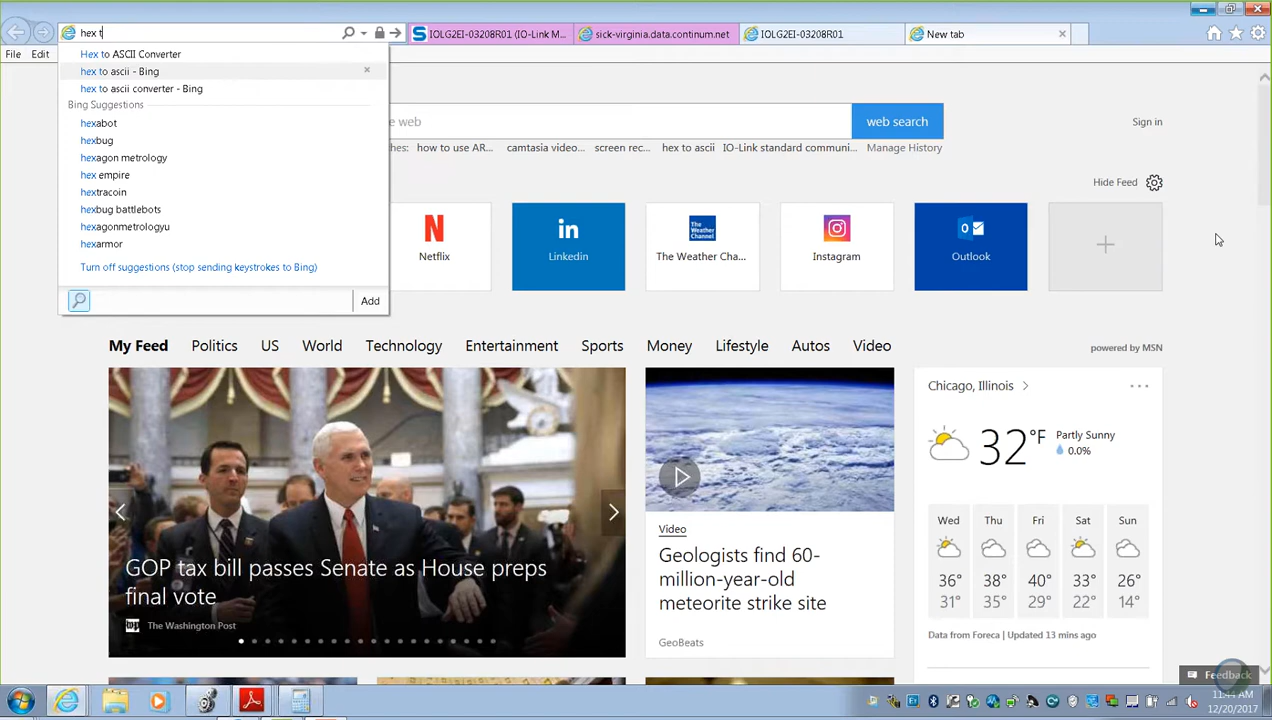 hex t
IOLG2EI-03208R01 (IO-Link M...
sick-virginia.data.continum.net
IOLG2EI-03208R01
New tab
File Edit
Hex to ASCII Converter
hex to ascii - Bing
hex to ascii converter - Bing
Bing Suggestions
hexabot
hexbug
hexagon metrology
hex empire
hextracoin
hexbug battlebots
hexagonmetrologyu
hexarmor
Turn off suggestions (stop sending keystrokes to Bing)
Add
e web
web search
Sign in
hes: how to use AR... camtasia video... screen rec... hex to ascii IO-Link standard communi... Manage History
Hide Feed
Netflix
in
Linkedin
The Weather Channel
The Weather Cha...
Instagram
Outlook
My Feed Politics US World Technology Entertainment Sports Money Lifestyle Autos Video
powered by MSN
GOP tax bill passes Senate as House preps
final vote
wp
The Washington Post
Video
Geologists find 60-
million-year-old
meteorite strike site
GeoBeats
Chicago, Illinois
32°F
Partly Sunny
0.0%
Wed Thu Fri Sat Sun
36° 38° 40° 33° 26°
31° 35° 29° 22° 14°
Data from Foreca | Updated 13 mins ago
Feedback
11:44 AM
12/20/2017